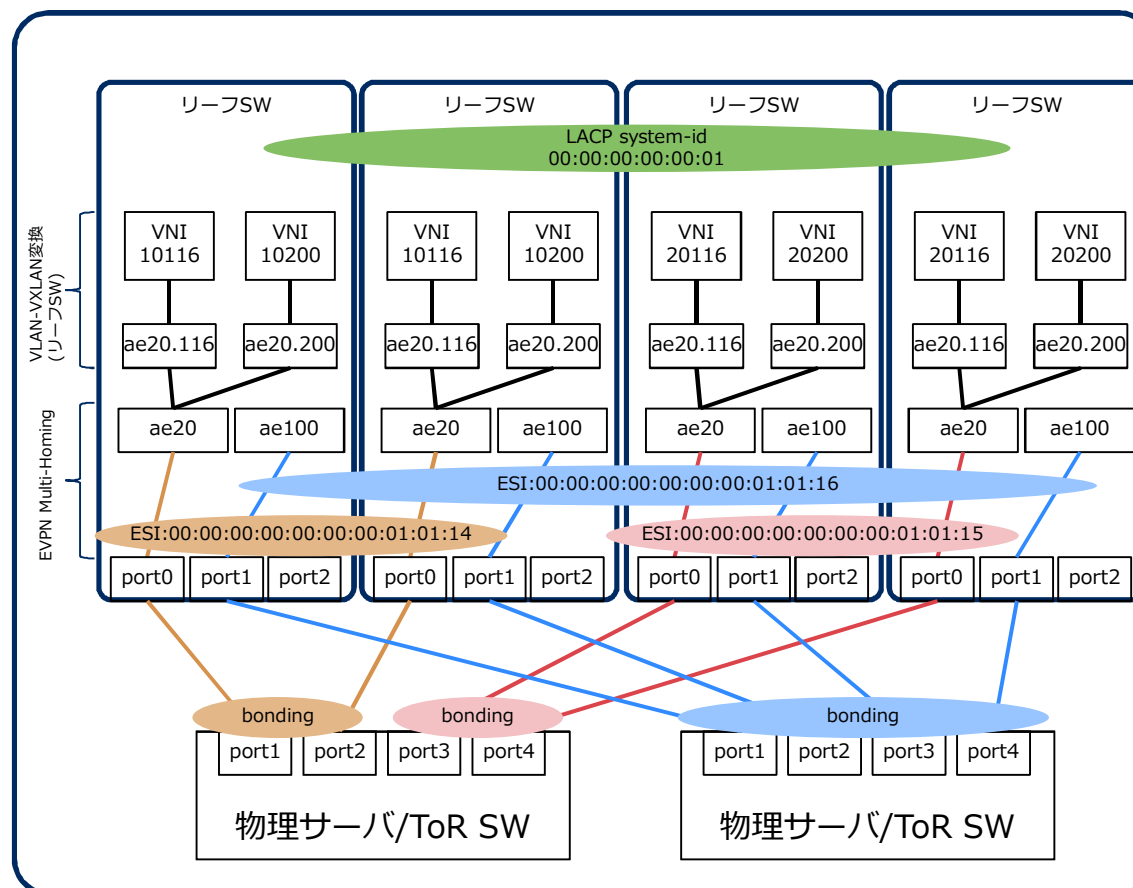 リーフSW
リーフSW
リーフSW
リーフSW
LACP system-id
00:00:00:00:00:01
VLAN-VXLAN変換
(リーフSW)
VNI
10116
VNI
10200
VNI
10116
VNI
10200
VNI
20116
VNI
20200
VNI
20116
VNI
20200
ae20.116
ae20.200
ae20.116
ae20.200
ae20.116
ae20.200
ae20.116
ae20.200
EVPN Multi-Homing
ae20
ae100
ae20
ae100
ae20
ae100
ae20
ae100
ESI:00:00:00:00:00:00:00:01:01:16
ESI:00:00:00:00:00:00:00:01:01:14
ESI:00:00:00:00:00:00:00:01:01:15
port0
port1
port2
port0
port1
port2
port0
port1
port2
port0
port1
port2
bonding
bonding
bonding
port1
port2
port3
port4
port1
port2
port3
port4
物理サーバ/ToR SW
物理サーバ/ToR SW